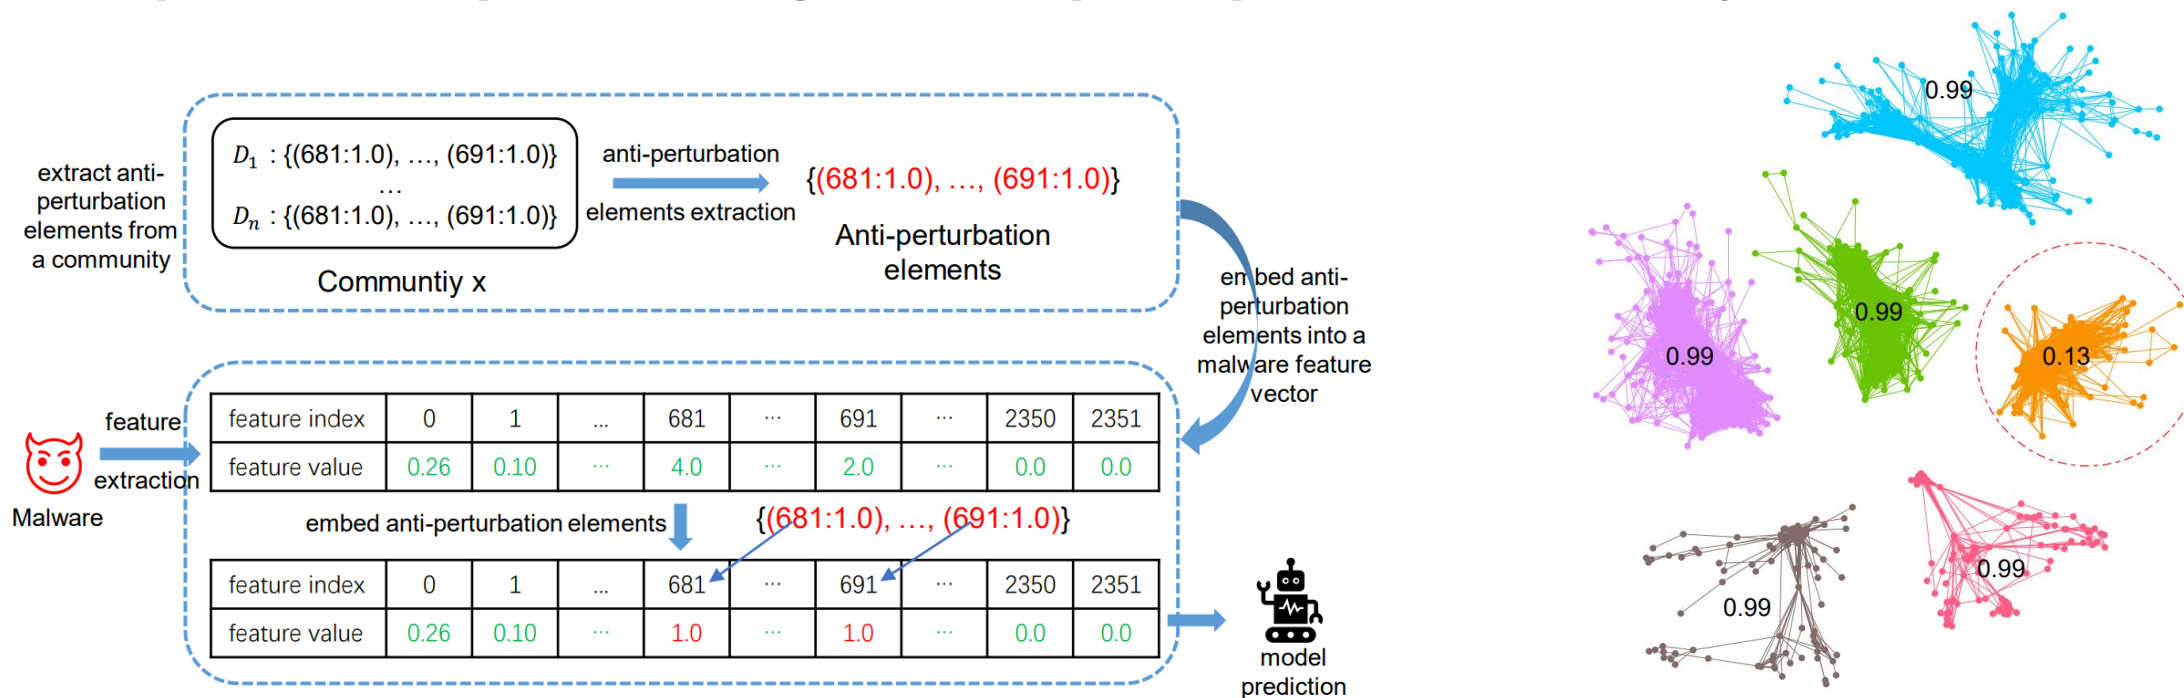 extract anti-
perturbation
elements from
a community
D₁ : {(681:1.0), …, (691:1.0)}
…
Dₙ : {(681:1.0), …, (691:1.0)}
Communtiy x
anti-perturbation
elements extraction
{(681:1.0), …, (691:1.0)}
Anti-perturbation
elements
embed anti-
perturbation
elements into a
malware feature
vector
Malware
feature
extraction
feature index 0 1 ... 681 ... 691 ... 2350 2351
feature value 0.26 0.10 ... 4.0 ... 2.0 ... 0.0 0.0
embed anti-perturbation elements
{(681:1.0), …, (691:1.0)}
feature index 0 1 ... 681 ... 691 ... 2350 2351
feature value 0.26 0.10 ... 1.0 ... 1.0 ... 0.0 0.0
model
prediction
0.99
0.99
0.99
0.13
0.99
0.99